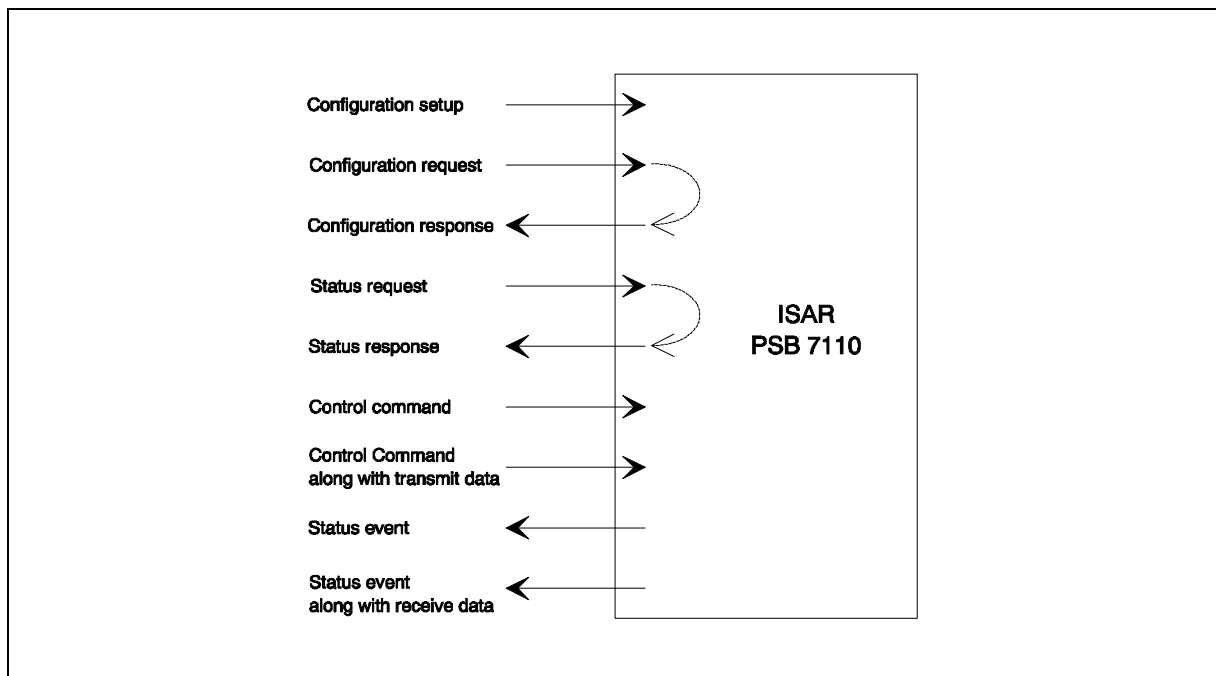 Configuration setup
Configuration request
Configuration response
Status request
Status response
Control command
Control Command
along with transmit data
Status event
Status event
along with receive data
ISAR
PSB 7110